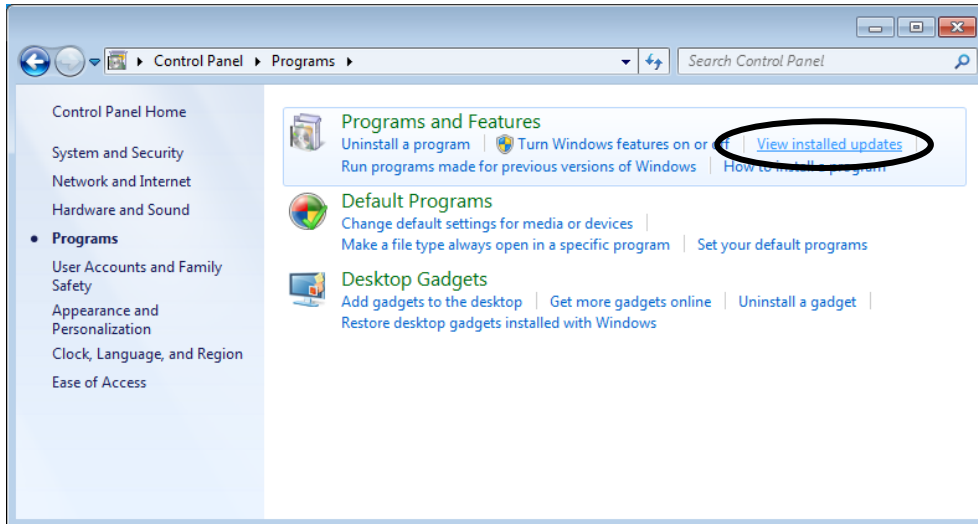 Control Panel Programs
Search Control Panel
Control Panel Home
System and Security
Network and Internet
Hardware and Sound
Programs
User Accounts and Family
Safety
Appearance and
Personalization
Clock, Language, and Region
Ease of Access
Programs and Features
Uninstall a program Turn Windows features on or off View installed updates
Run programs made for previous versions of Windows How to install a program
Default Programs
Change default settings for media or devices
Make a file type always open in a specific program Set your default programs
Desktop Gadgets
Add gadgets to the desktop Get more gadgets online Uninstall a gadget
Restore desktop gadgets installed with Windows